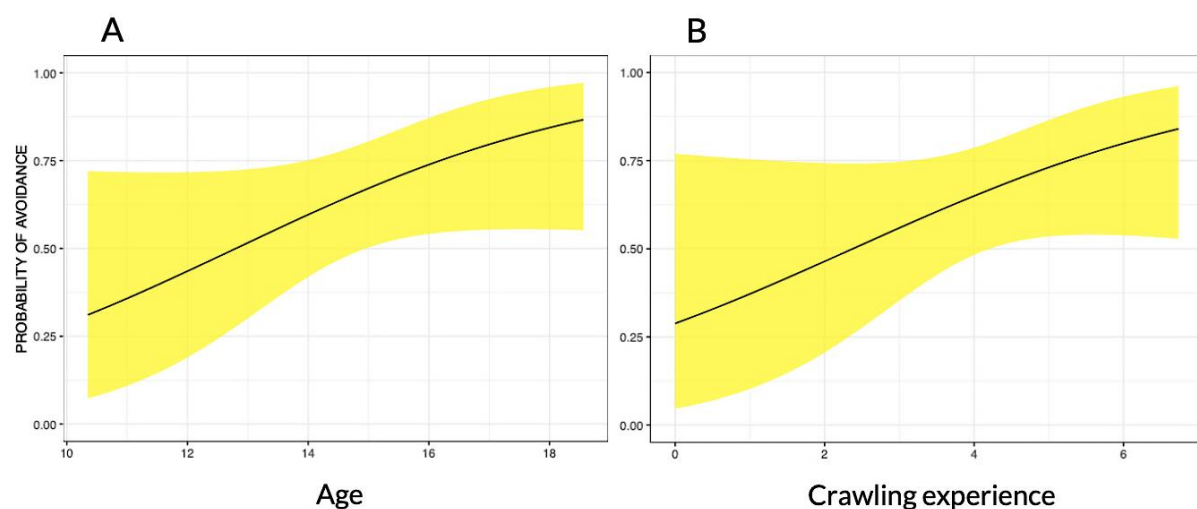 A
B
PROBABILITY OF AVOIDANCE
1.00
0.75
0.50
0.25
0.00
10 12 14 16 18
Age
1.00
0.75
0.50
0.25
0.00
0 2 4 6
Crawling experience